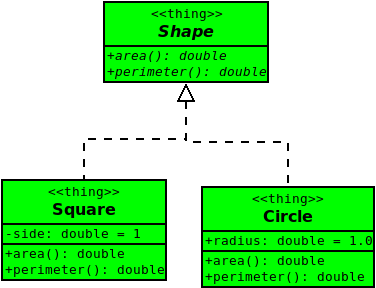 <<thing>>
Shape
+area(): double
+perimeter(): double
<<thing>>
Square
-side: double = 1
+area(): double
+perimeter(): double
<<thing>>
Circle
+radius: double = 1.0
+area(): double
+perimeter(): double